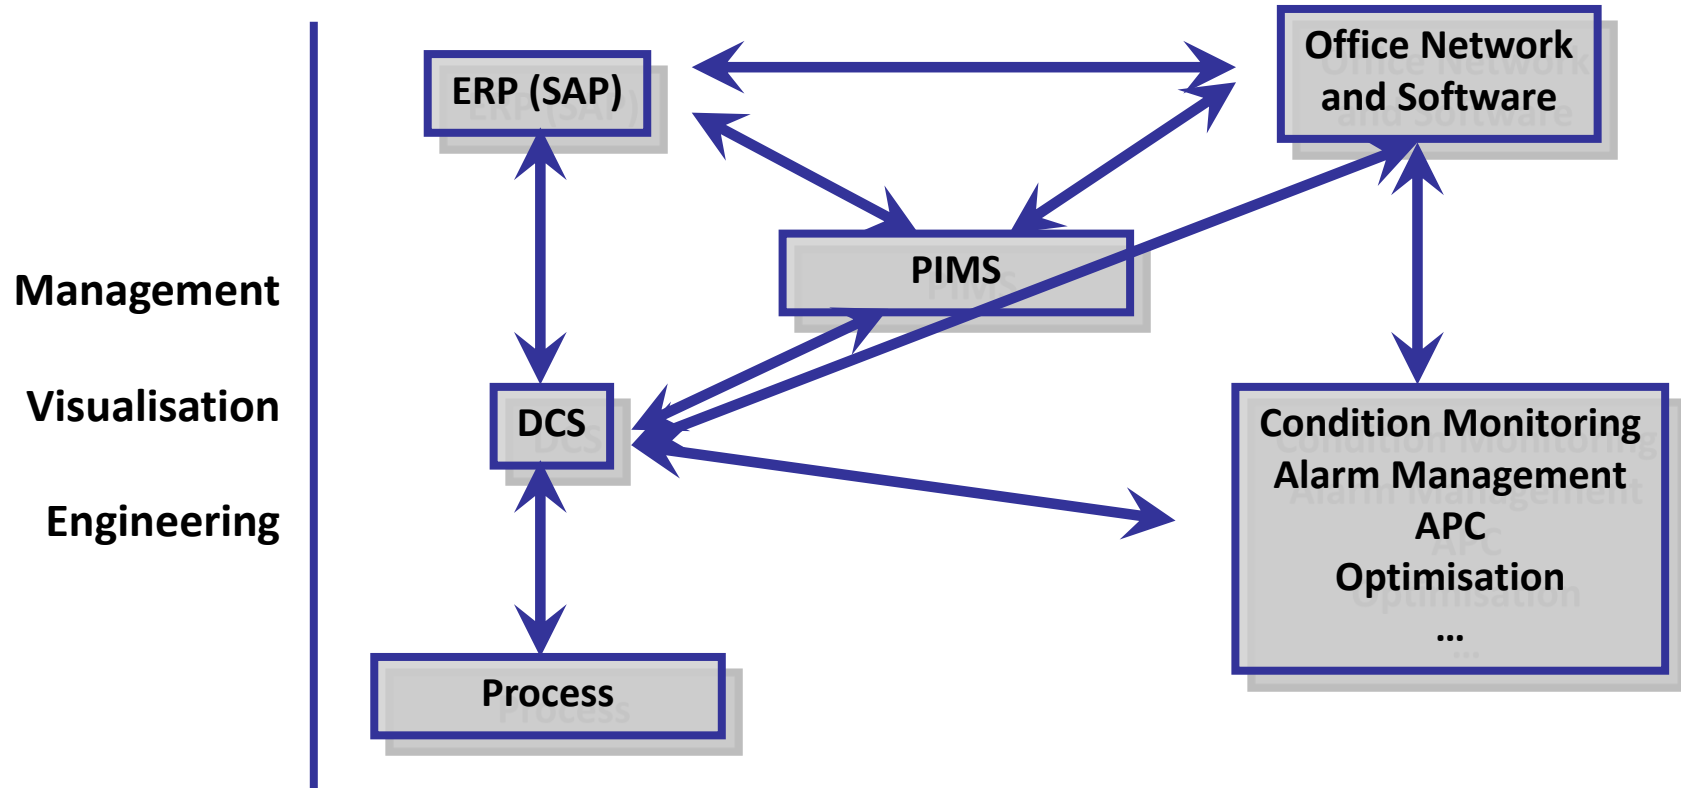 ERP (SAP)
Office Network
and Software
PIMS
Management
Visualisation
Engineering
DCS
Condition Monitoring
Alarm Management
APC
Optimisation
...
Process